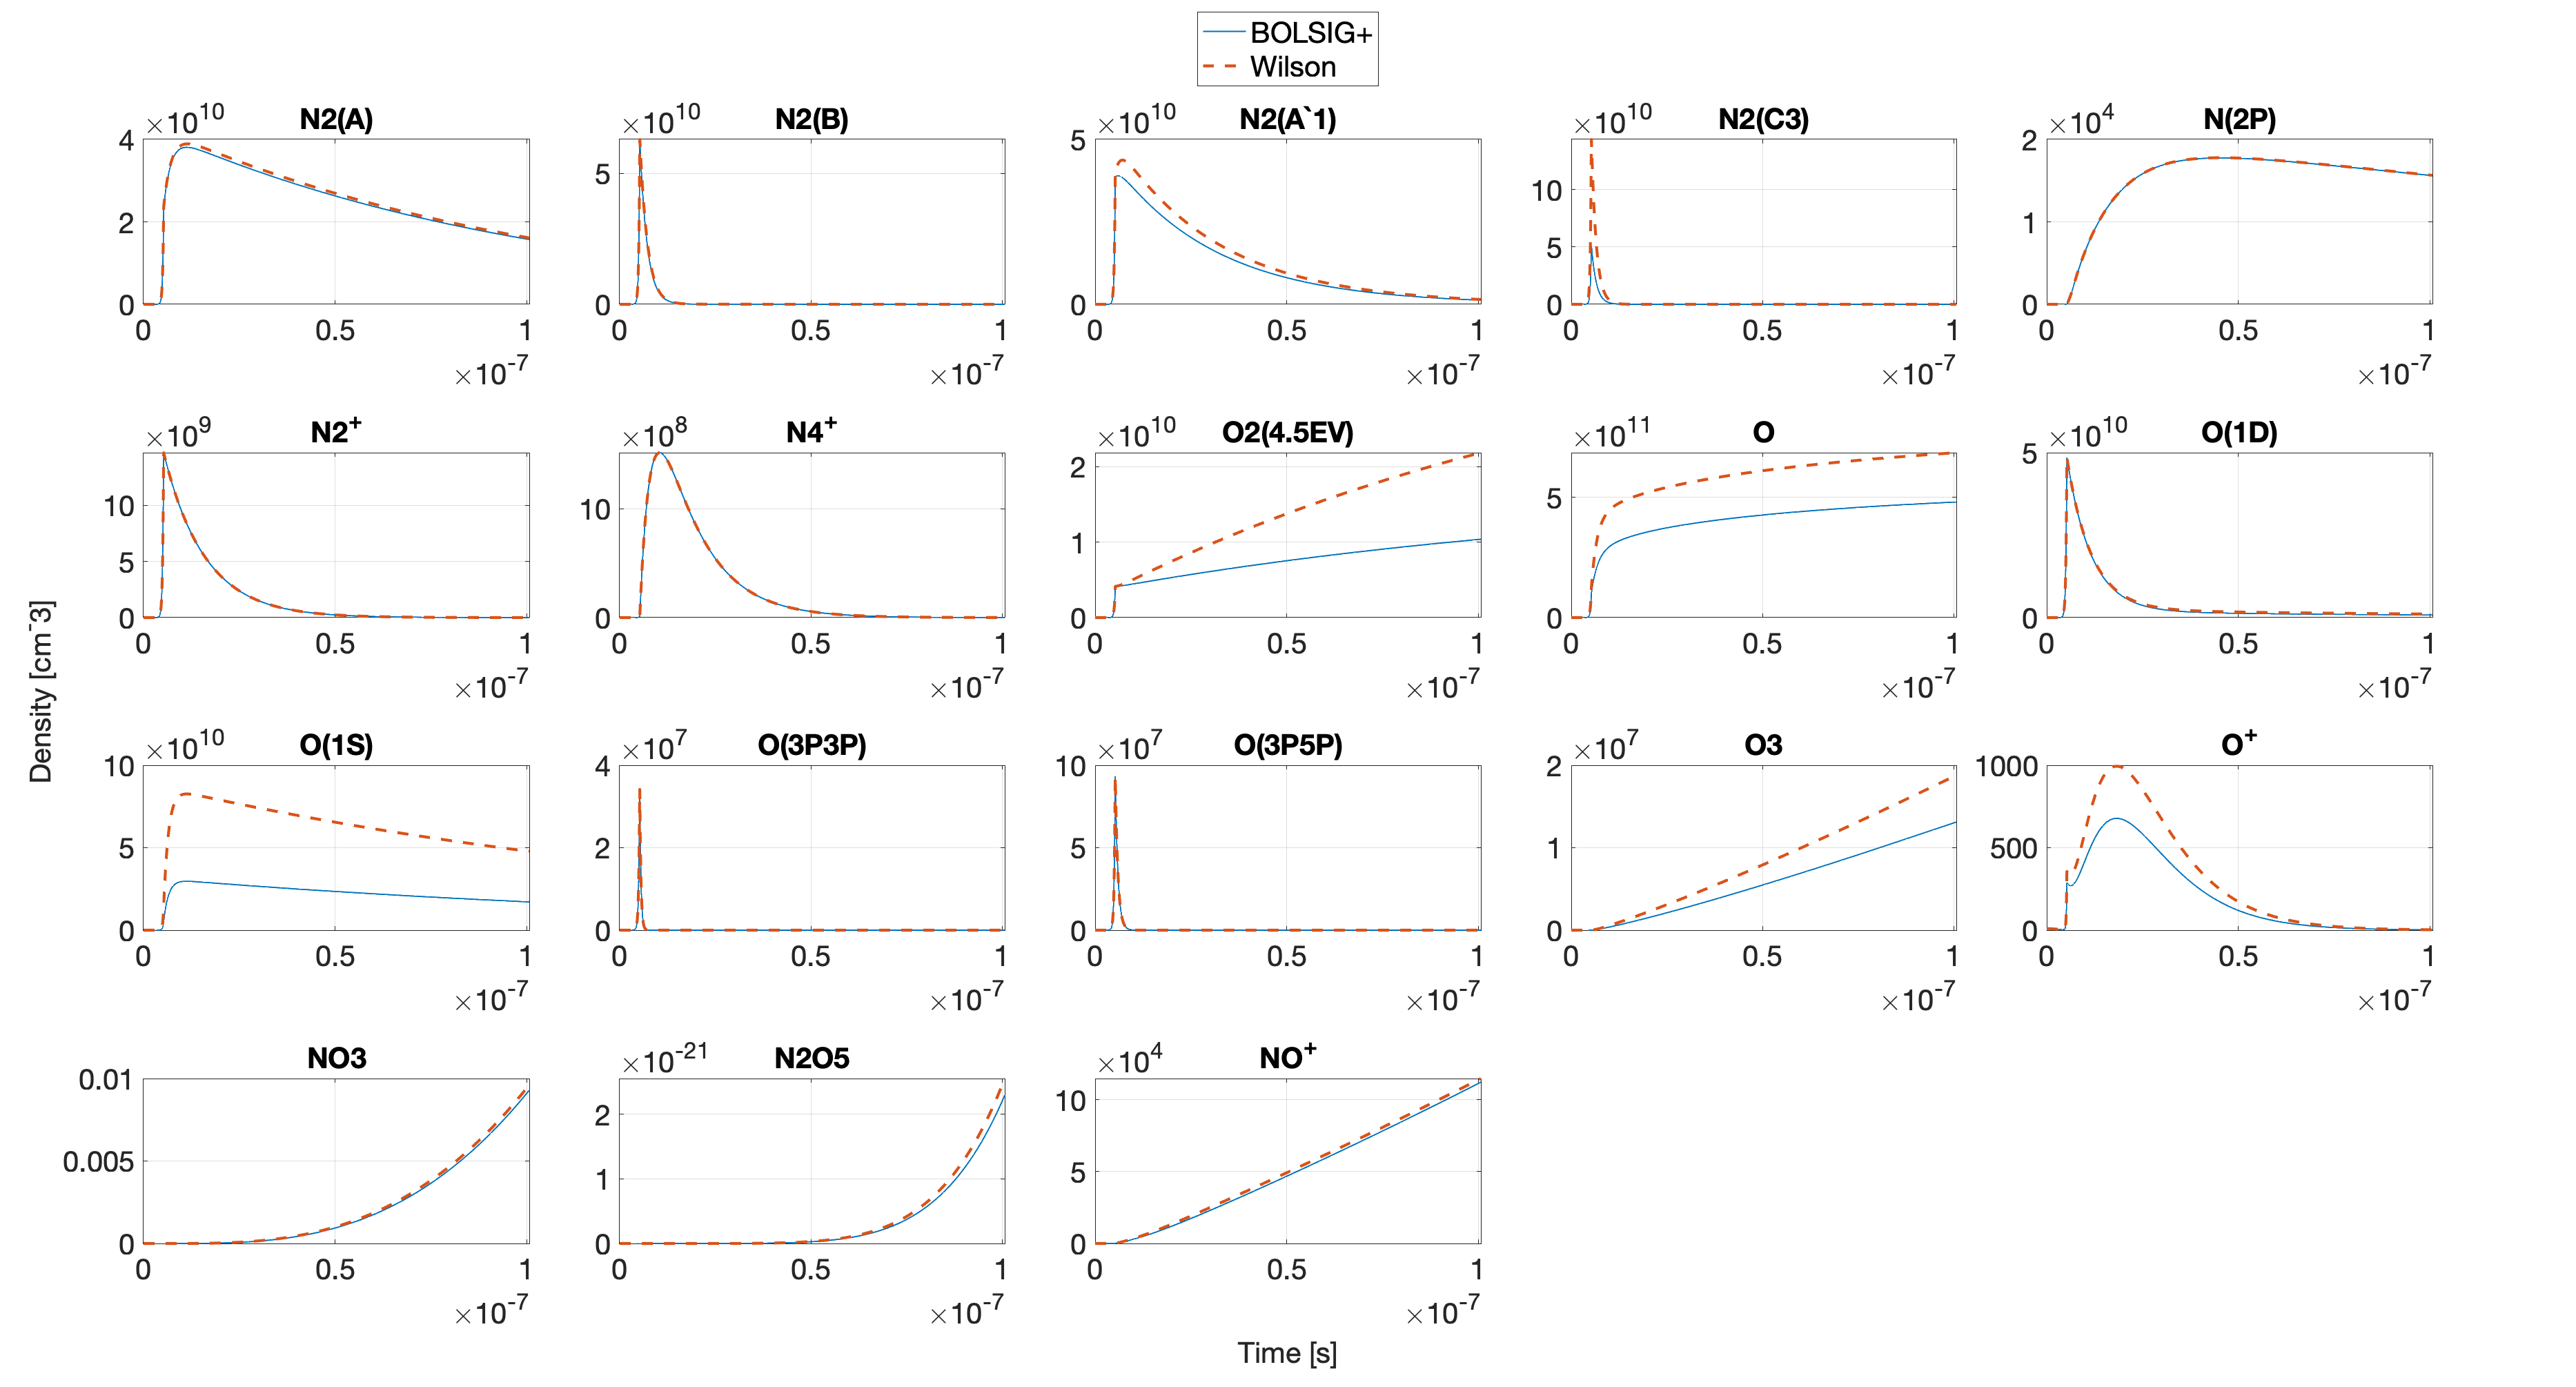 BOLSIG+
Wilson
×10^10 N2(A)
4
2
0
0 0.5 1
×10^-7
×10^10 N2(B)
5
0
0 0.5 1
×10^-7
×10^10 N2(A`1)
5
0
0 0.5 1
×10^-7
×10^10 N2(C3)
10
5
0
0 0.5 1
×10^-7
×10^4 N(2P)
2
1
0
0 0.5 1
×10^-7
×10^9 N2^+
10
5
0
0 0.5 1
×10^-7
×10^8 N4^+
10
0
0 0.5 1
×10^-7
×10^10 O2(4.5EV)
2
1
0
0 0.5 1
×10^-7
×10^11 O
5
0
0 0.5 1
×10^-7
×10^10 O(1D)
5
0
0 0.5 1
×10^-7
×10^10 O(1S)
10
5
0
0 0.5 1
×10^-7
×10^7 O(3P3P)
4
2
0
0 0.5 1
×10^-7
×10^7 O(3P5P)
10
5
0
0 0.5 1
×10^-7
×10^7 O3
2
1
0
0 0.5 1
×10^-7
O^+
1000
500
0
0 0.5 1
×10^-7
NO3
0.01
0.005
0
0 0.5 1
×10^-7
×10^-21 N2O5
2
1
0
0 0.5 1
×10^-7
×10^4 NO^+
10
5
0
0 0.5 1
×10^-7
Density [cm^-3]
Time [s]